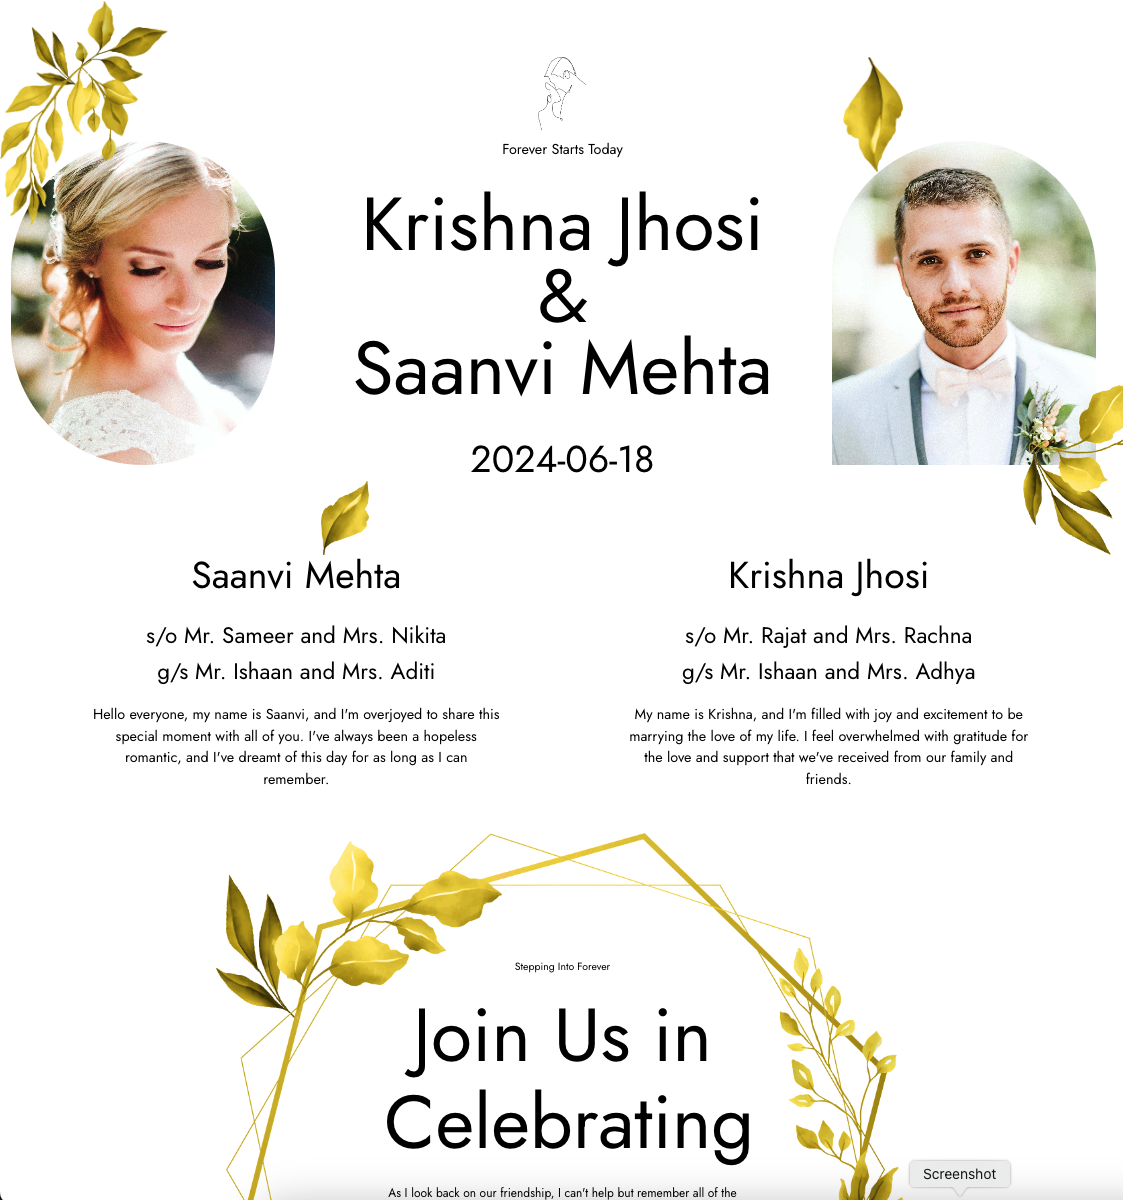 Forever Starts Today
Krishna Jhosi
&
Saanvi Mehta
2024-06-18
Saanvi Mehta
s/o Mr. Sameer and Mrs. Nikita
g/s Mr. Ishaan and Mrs. Aditi
Hello everyone, my name is Saanvi, and I'm overjoyed to share this
special moment with all of you. I've always been a hopeless
romantic, and I've dreamt of this day for as long as I can
remember.
Krishna Jhosi
s/o Mr. Rajat and Mrs. Rachna
g/s Mr. Ishaan and Mrs. Adhya
My name is Krishna, and I'm filled with joy and excitement to be
marrying the love of my life. I feel overwhelmed with gratitude for
the love and support that we've received from our family and
friends.
Stepping Into Forever
Join Us in
Celebrating
As I look back on our friendship, I can't help but remember all of the
Screenshot